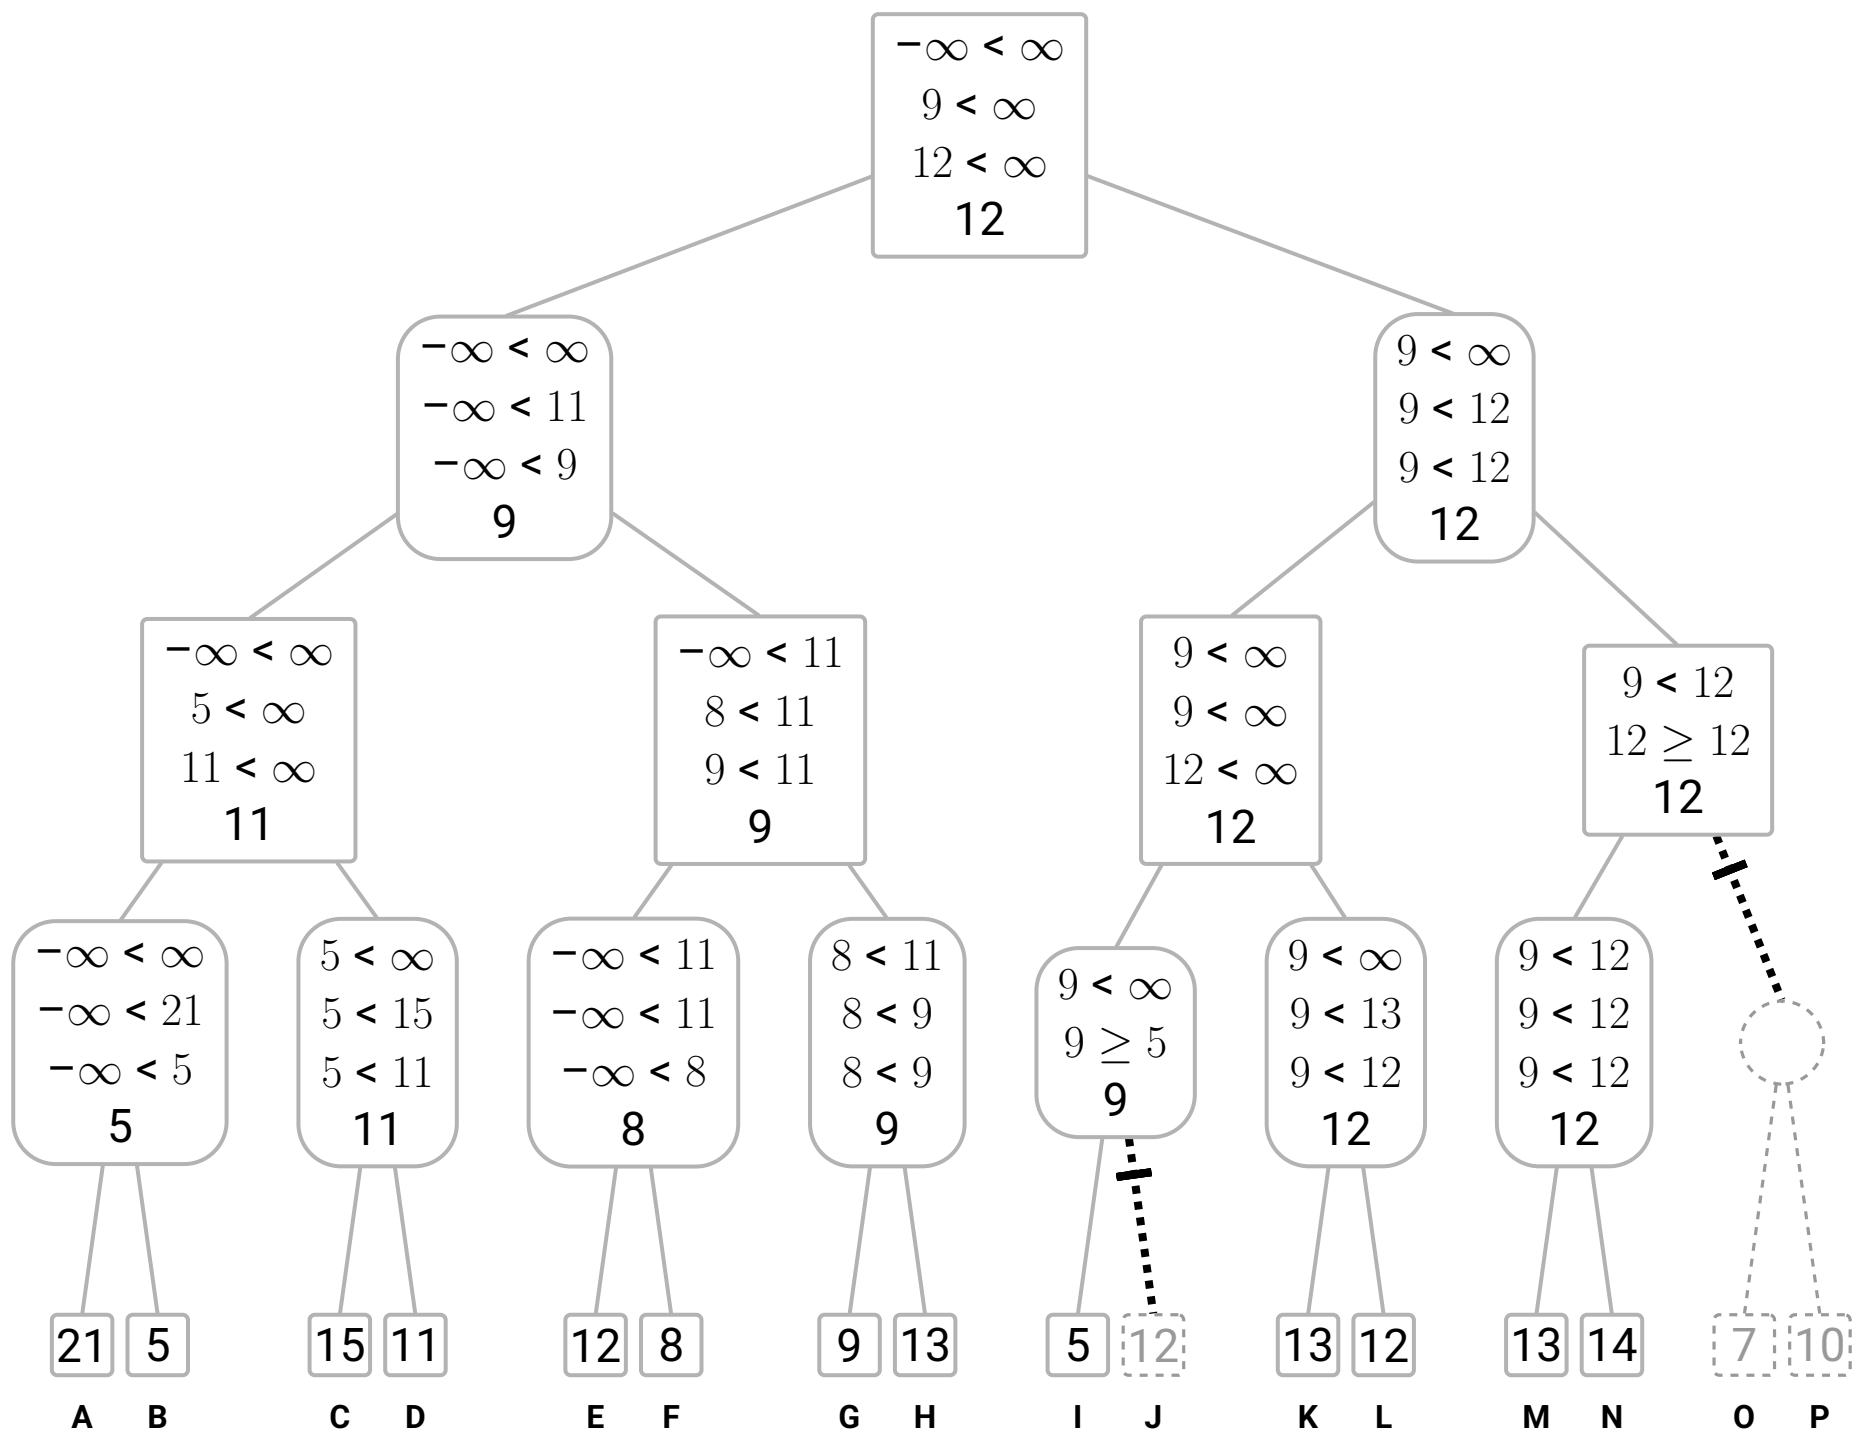 −∞ < ∞
9 < ∞
12 < ∞
12
−∞ < ∞
−∞ < 11
−∞ < 9
9
9 < ∞
9 < 12
9 < 12
12
−∞ < ∞
5 < ∞
11 < ∞
11
−∞ < 11
8 < 11
9 < 11
9
9 < ∞
9 < ∞
12 < ∞
12
9 < 12
12 ≥ 12
12
−∞ < ∞
−∞ < 21
−∞ < 5
5
5 < ∞
5 < 15
5 < 11
11
−∞ < 11
−∞ < 11
−∞ < 8
8
8 < 11
8 < 9
8 < 9
9
9 < ∞
9 ≥ 5
9
9 < ∞
9 < 13
9 < 12
12
9 < 12
9 < 12
9 < 12
12
21 5 15 11 12 8 9 13 5 12 13 12 13 14 7 10
A B C D E F G H I J K L M N O P